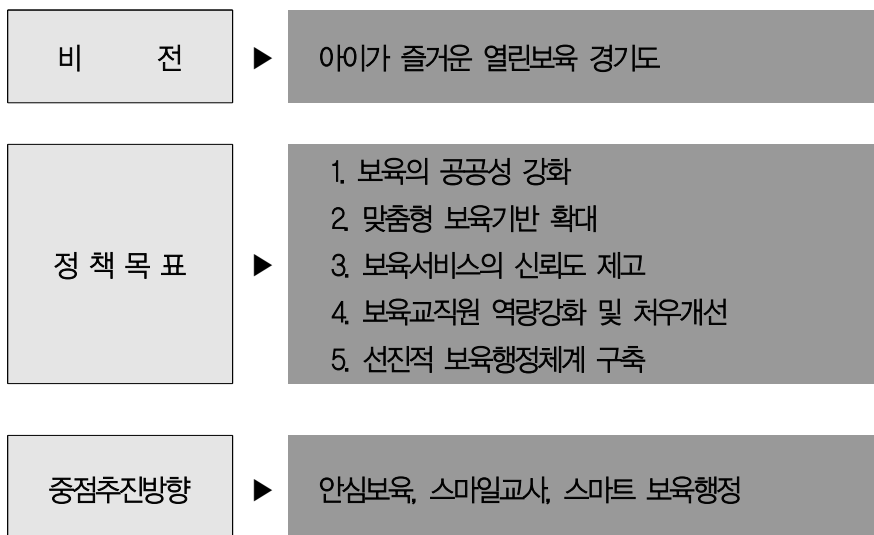 비 전 ▶ 아이가 즐거운 열린보육 경기도
정 책 목 표 ▶
1. 보육의 공공성 강화
2. 맞춤형 보육기반 확대
3. 보육서비스의 신뢰도 제고
4. 보육교직원 역량강화 및 처우개선
5. 선진적 보육행정체계 구축
중점추진방향 ▶ 안심보육, 스마일교사, 스마트 보육행정